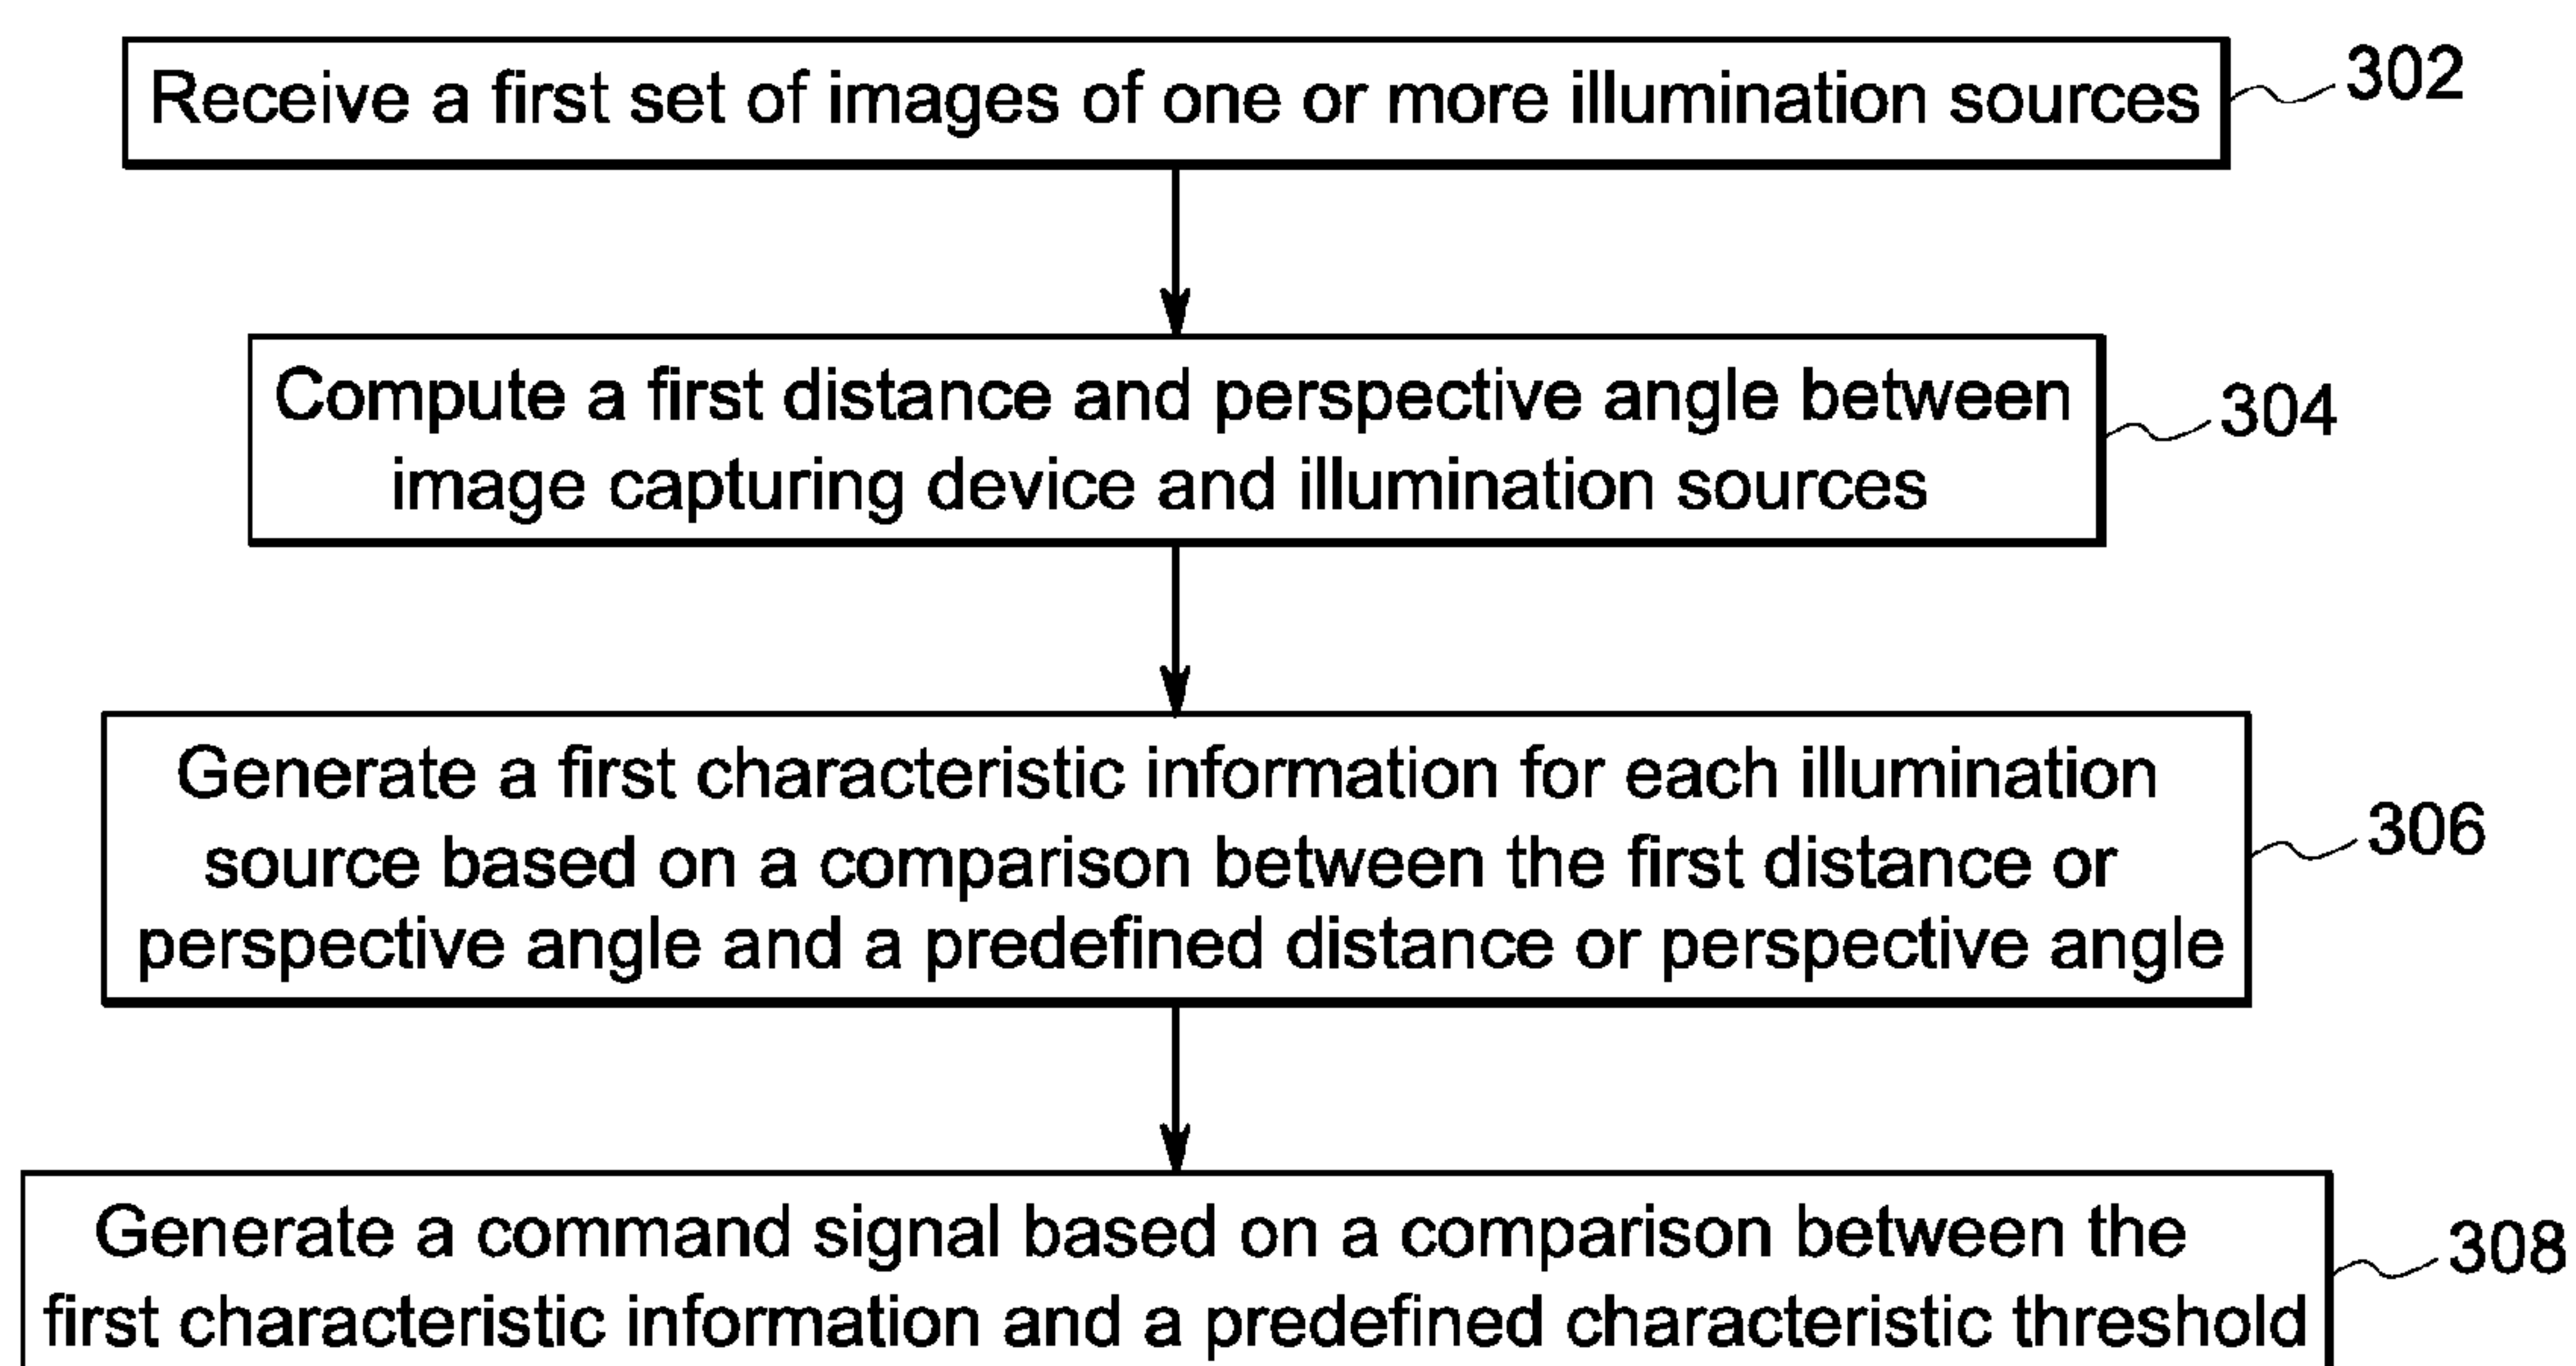 Receive a first set of images of one or more illumination sources
302
Compute a first distance and perspective angle between
image capturing device and illumination sources
304
Generate a first characteristic information for each illumination
source based on a comparison between the first distance or
perspective angle and a predefined distance or perspective angle
306
Generate a command signal based on a comparison between the
first characteristic information and a predefined characteristic threshold
308